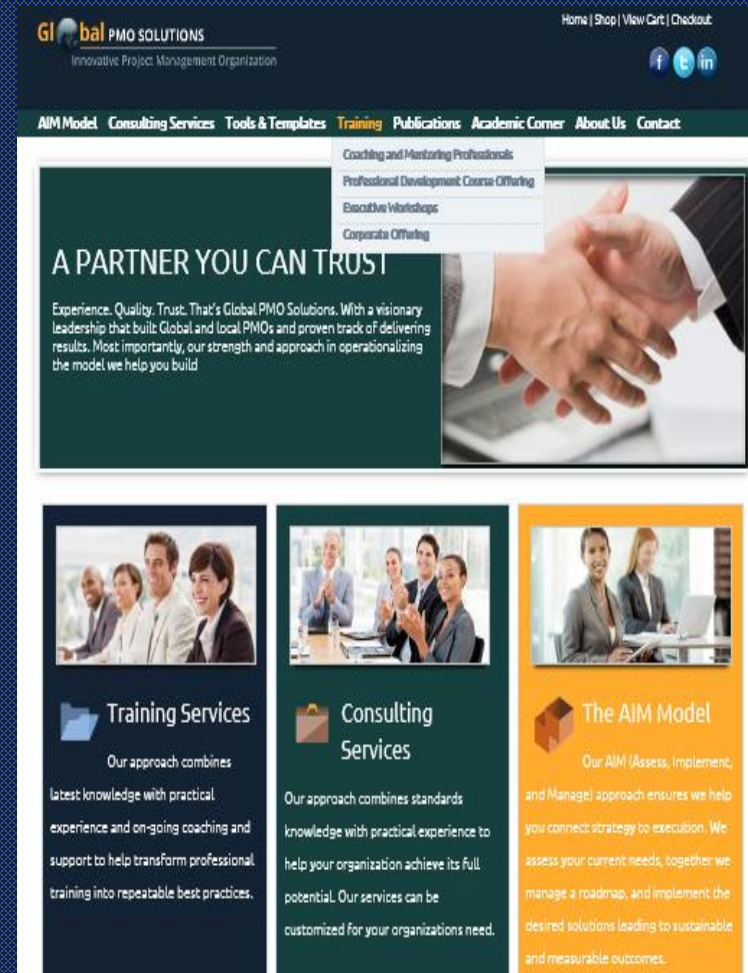 Global PMO SOLUTIONS
Innovative Project Management Organization
Home | Shop | View Cart | Checkout
f t in
AIM Model Consulting Services Tools & Templates Training Publications Academic Corner About Us Contact
Coaching and Mentoring Professionals
Professional Development Course Offering
Executive Workshops
Corporate Offering
A PARTNER YOU CAN TRUST
Experience. Quality. Trust. That's Global PMO Solutions. With a visionary
leadership that built Global and local PMOs and proven track of delivering
results. Most importantly, our strength and approach in operationalizing
the model we help you build
Training Services
Our approach combines
latest knowledge with practical
experience and on-going coaching and
support to help transform professional
training into repeatable best practices.
Consulting
Services
Our approach combines standards
knowledge with practical experience to
help your organization achieve its full
potential. Our services can be
customized for your organizations need.
The AIM Model
Our AIM (Assess, Implement,
and Manage) approach ensures we help
you connect strategy to execution. We
assess your current needs, together we
manage a roadmap, and implement the
desired solutions leading to sustainable
and measurable outcomes.